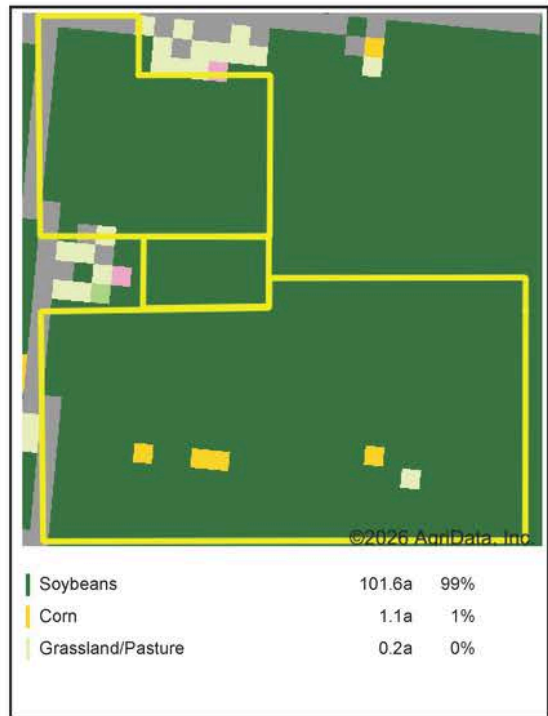 ©2026 AgriData, Inc.
Soybeans 101.6a 99%
Corn 1.1a 1%
Grassland/Pasture 0.2a 0%